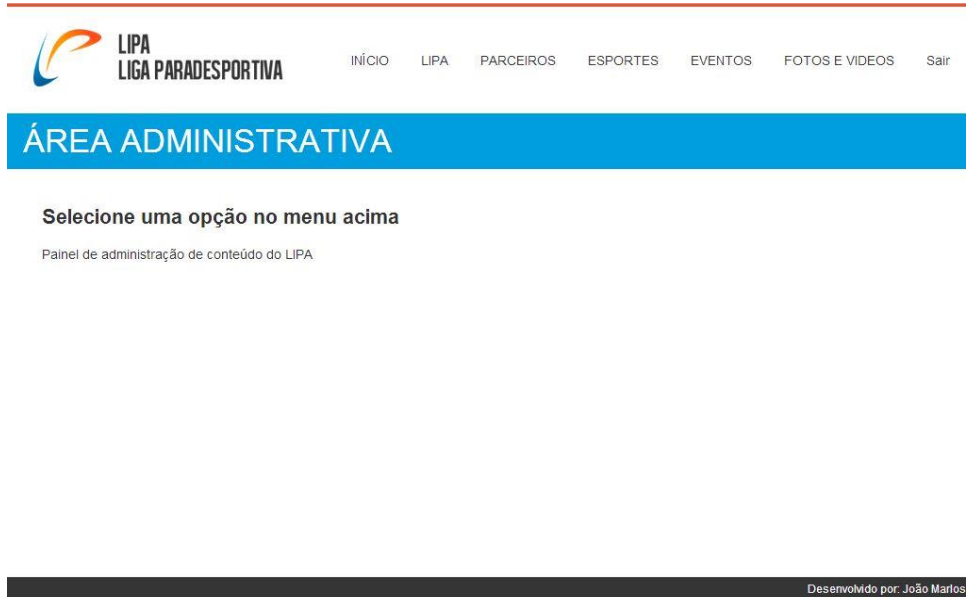 LIPA
LIGA PARADESPORTIVA
INÍCIO LIPA PARCEIROS ESPORTES EVENTOS FOTOS E VIDEOS Sair
ÁREA ADMINISTRATIVA
Selecione uma opção no menu acima
Painel de administração de conteúdo do LIPA
Desenvolvido por: João Marlos